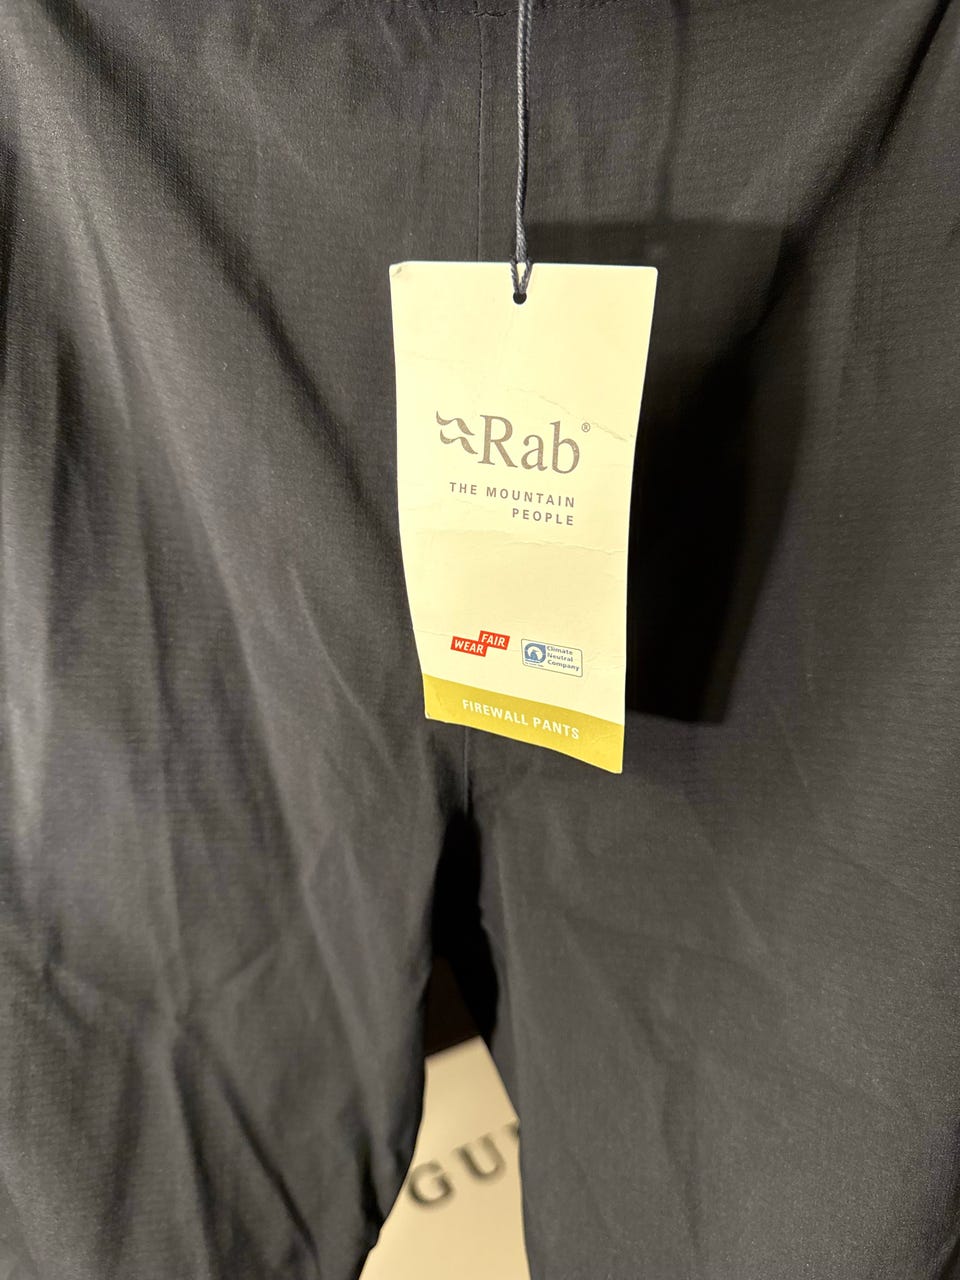 Rab®
THE MOUNTAIN
PEOPLE
FAIR
WEAR
Climate
Neutral
Company
FIREWALL PANTS
GU